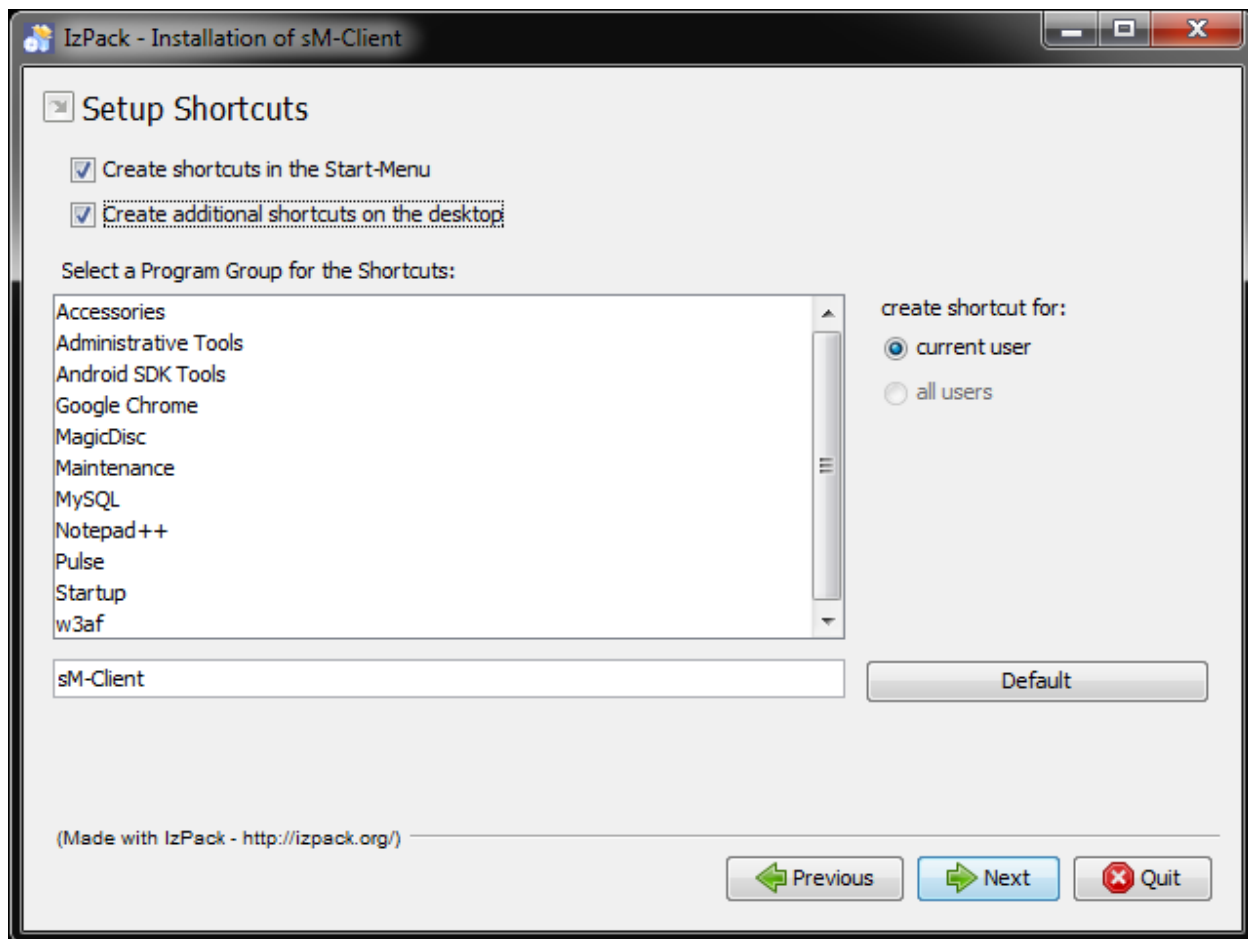 IzPack - Installation of sM-Client
Setup Shortcuts
Create shortcuts in the Start-Menu
Create additional shortcuts on the desktop
Select a Program Group for the Shortcuts:
Accessories
Administrative Tools
Android SDK Tools
Google Chrome
MagicDisc
Maintenance
MySQL
Notepad++
Pulse
Startup
w3af
create shortcut for:
current user
all users
sM-Client
Default
(Made with IzPack - http://izpack.org/)
Previous
Next
Quit